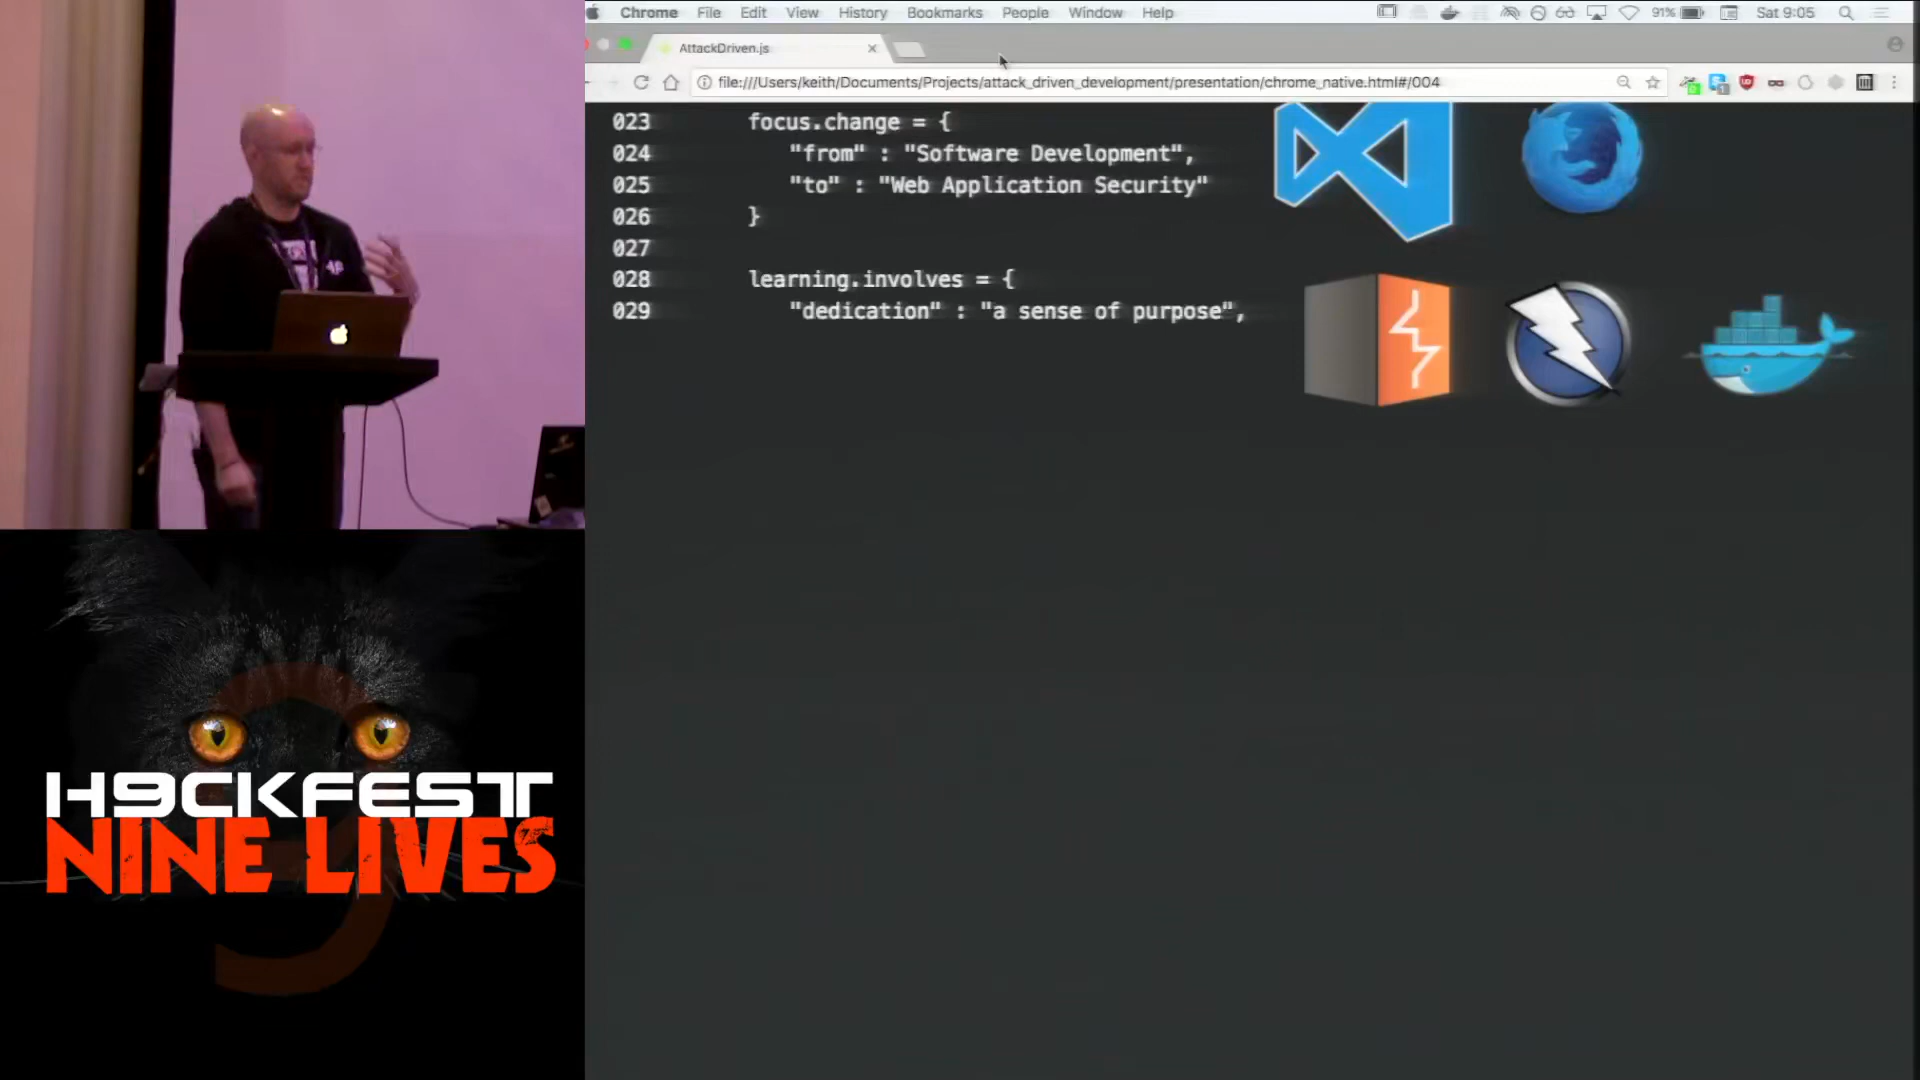 Chrome File Edit View History Bookmarks People Window Help 91% Sat 9:05
AttackDriven.js
file:///Users/keith/Documents/Projects/attack_driven_development/presentation/chrome_native.html#/004
023 focus.change = {
024 "from" : "Software Development",
025 "to" : "Web Application Security"
026 }
027
028 learning.involves = {
029 "dedication" : "a sense of purpose",
H9CKFEST
NINE LIVES